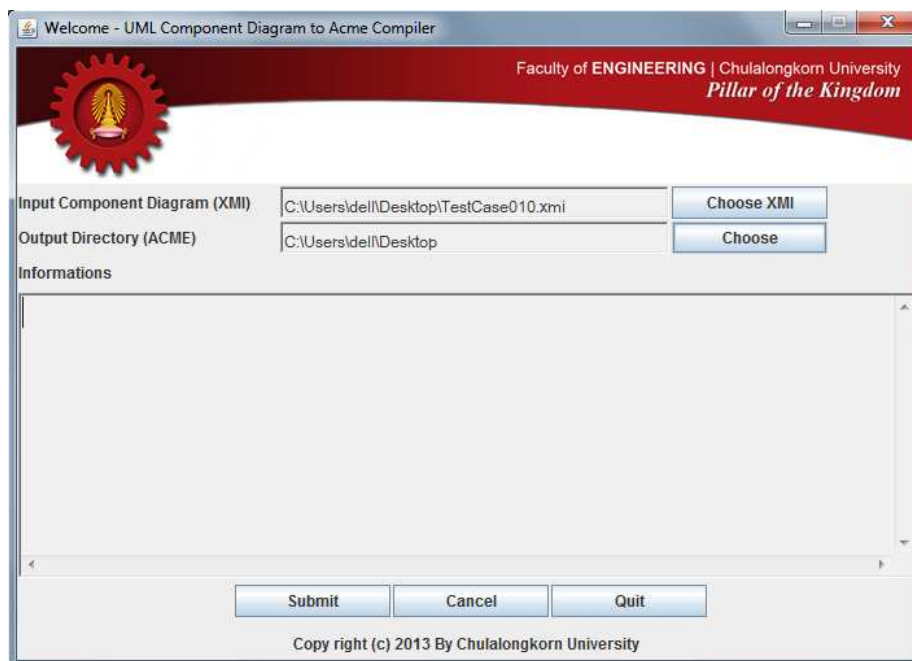 Welcome - UML Component Diagram to Acme Compiler
Faculty of ENGINEERING | Chulalongkorn University
Pillar of the Kingdom
Input Component Diagram (XMI) C:\Users\dell\Desktop\TestCase010.xmi Choose XMI
Output Directory (ACME) C:\Users\dell\Desktop Choose
Informations
Submit Cancel Quit
Copy right (c) 2013 By Chulalongkorn University